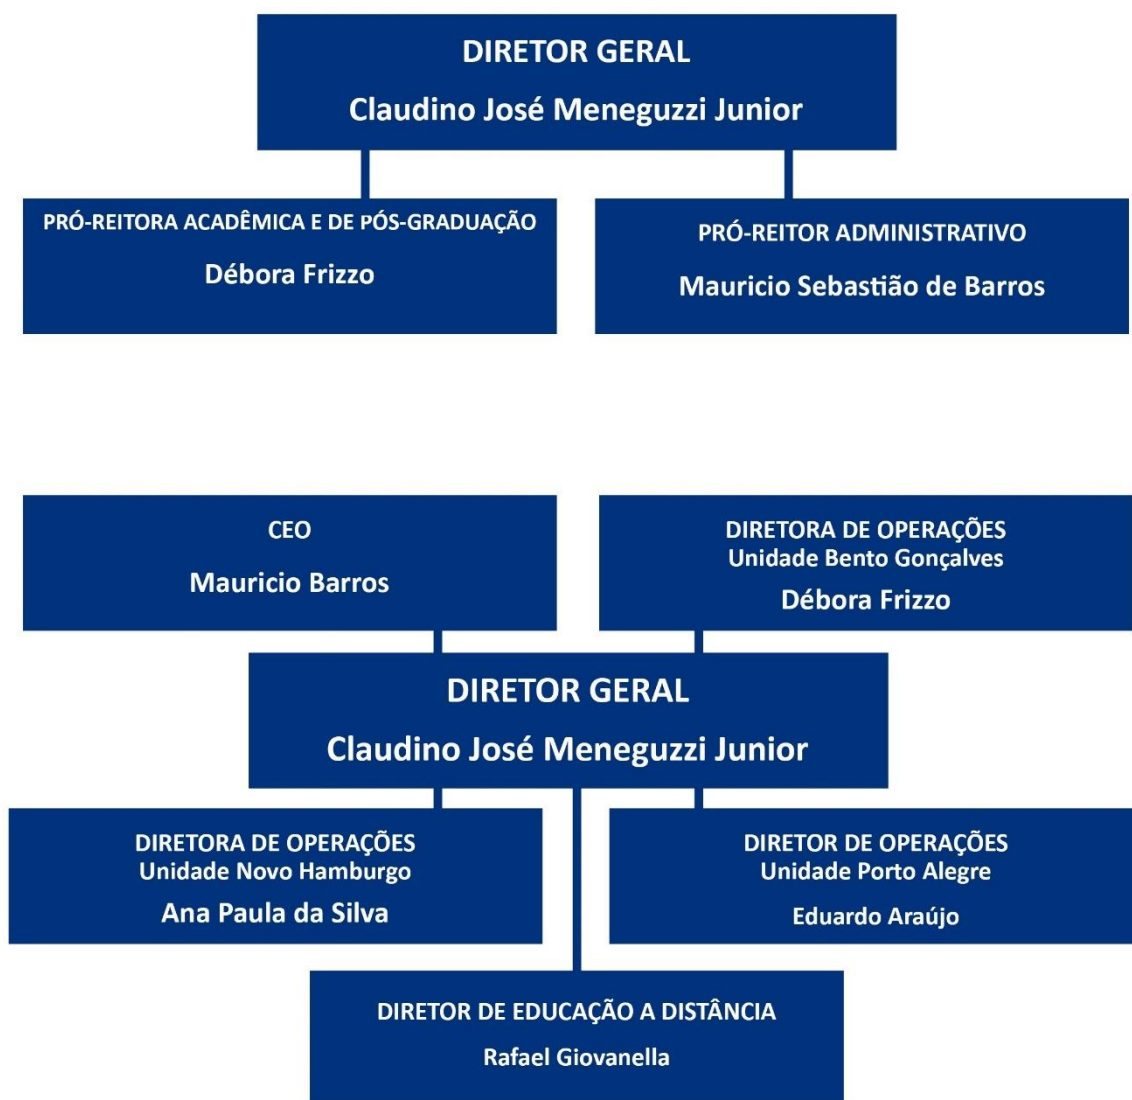 DIRETOR GERAL
Claudino José Meneguzzi Junior
PRÓ-REITORA ACADÊMICA E DE PÓS-GRADUAÇÃO
Débora Frizzo
PRÓ-REITOR ADMINISTRATIVO
Mauricio Sebastião de Barros
CEO
Mauricio Barros
DIRETORA DE OPERAÇÕES
Unidade Bento Gonçalves
Débora Frizzo
DIRETOR GERAL
Claudino José Meneguzzi Junior
DIRETORA DE OPERAÇÕES
Unidade Novo Hamburgo
Ana Paula da Silva
DIRETOR DE OPERAÇÕES
Unidade Porto Alegre
Eduardo Araújo
DIRETOR DE EDUCAÇÃO A DISTÂNCIA
Rafael Giovanella